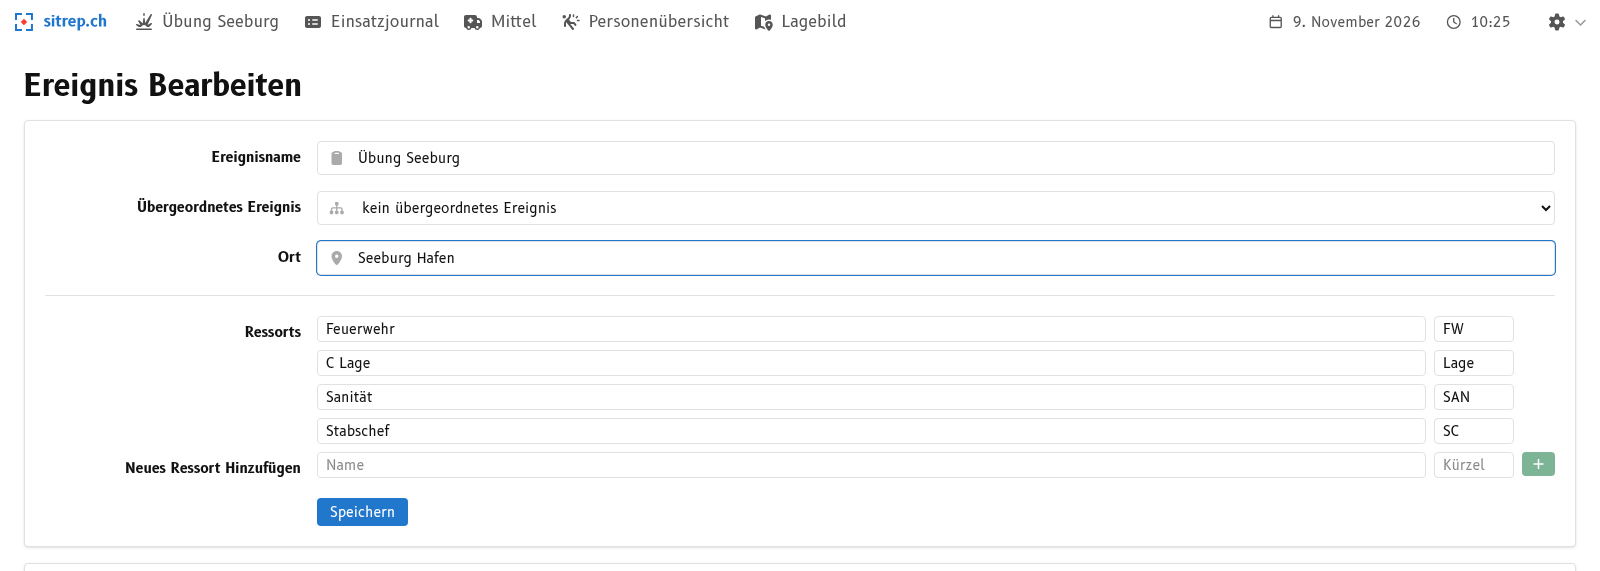 sitrep.ch Übung Seeburg Einsatzjournal Mittel Personenübersicht Lagebild 9. November 2026 10:25
Ereignis Bearbeiten
Ereignisname Übung Seeburg
Übergeordnetes Ereignis kein übergeordnetes Ereignis
Ort Seeburg Hafen
Ressorts Feuerwehr FW
C Lage Lage
Sanität SAN
Stabschef SC
Neues Ressort Hinzufügen Name Kürzel +
Speichern